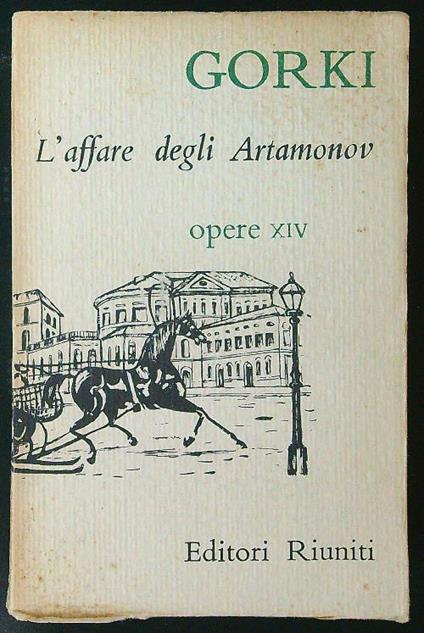 GORKI
L'affare degli Artamonov
opere XIV
Editori Riuniti